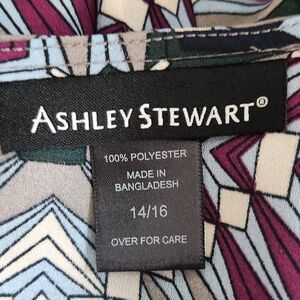 ASHLEY STEWART®
100% POLYESTER
MADE IN
BANGLADESH
14/16
OVER FOR CARE